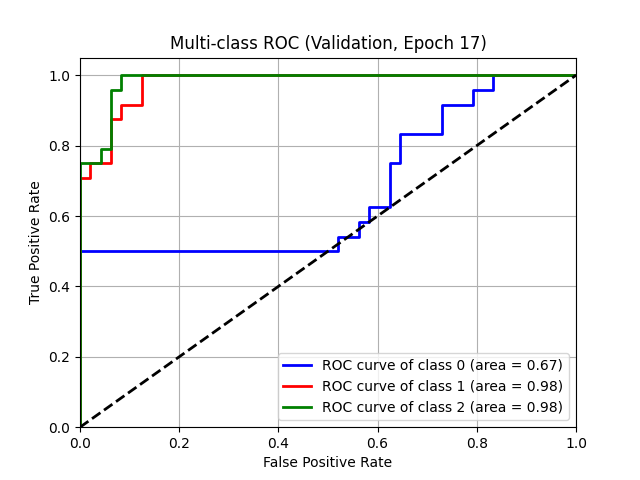 Multi-class ROC (Validation, Epoch 17)
True Positive Rate
1.0
0.8
0.6
0.4
0.2
0.0
ROC curve of class 0 (area = 0.67)
ROC curve of class 1 (area = 0.98)
ROC curve of class 2 (area = 0.98)
0.0 0.2 0.4 0.6 0.8 1.0
False Positive Rate